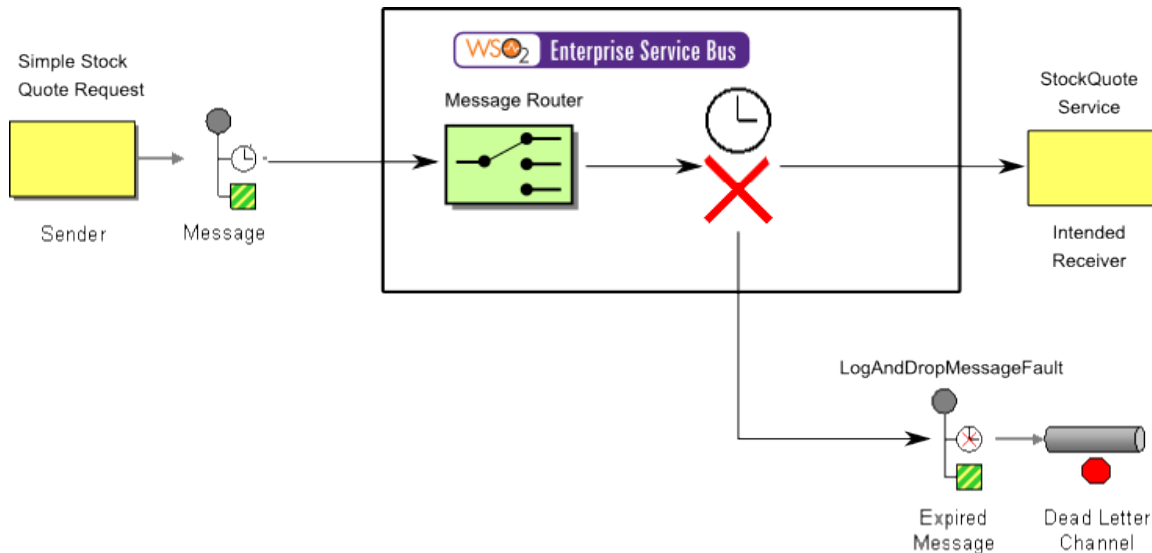 Simple Stock
Quote Request
Sender
Message
WSO2 Enterprise Service Bus
Message Router
StockQuote
Service
Intended
Receiver
LogAndDropMessageFault
Expired
Message
Dead Letter
Channel